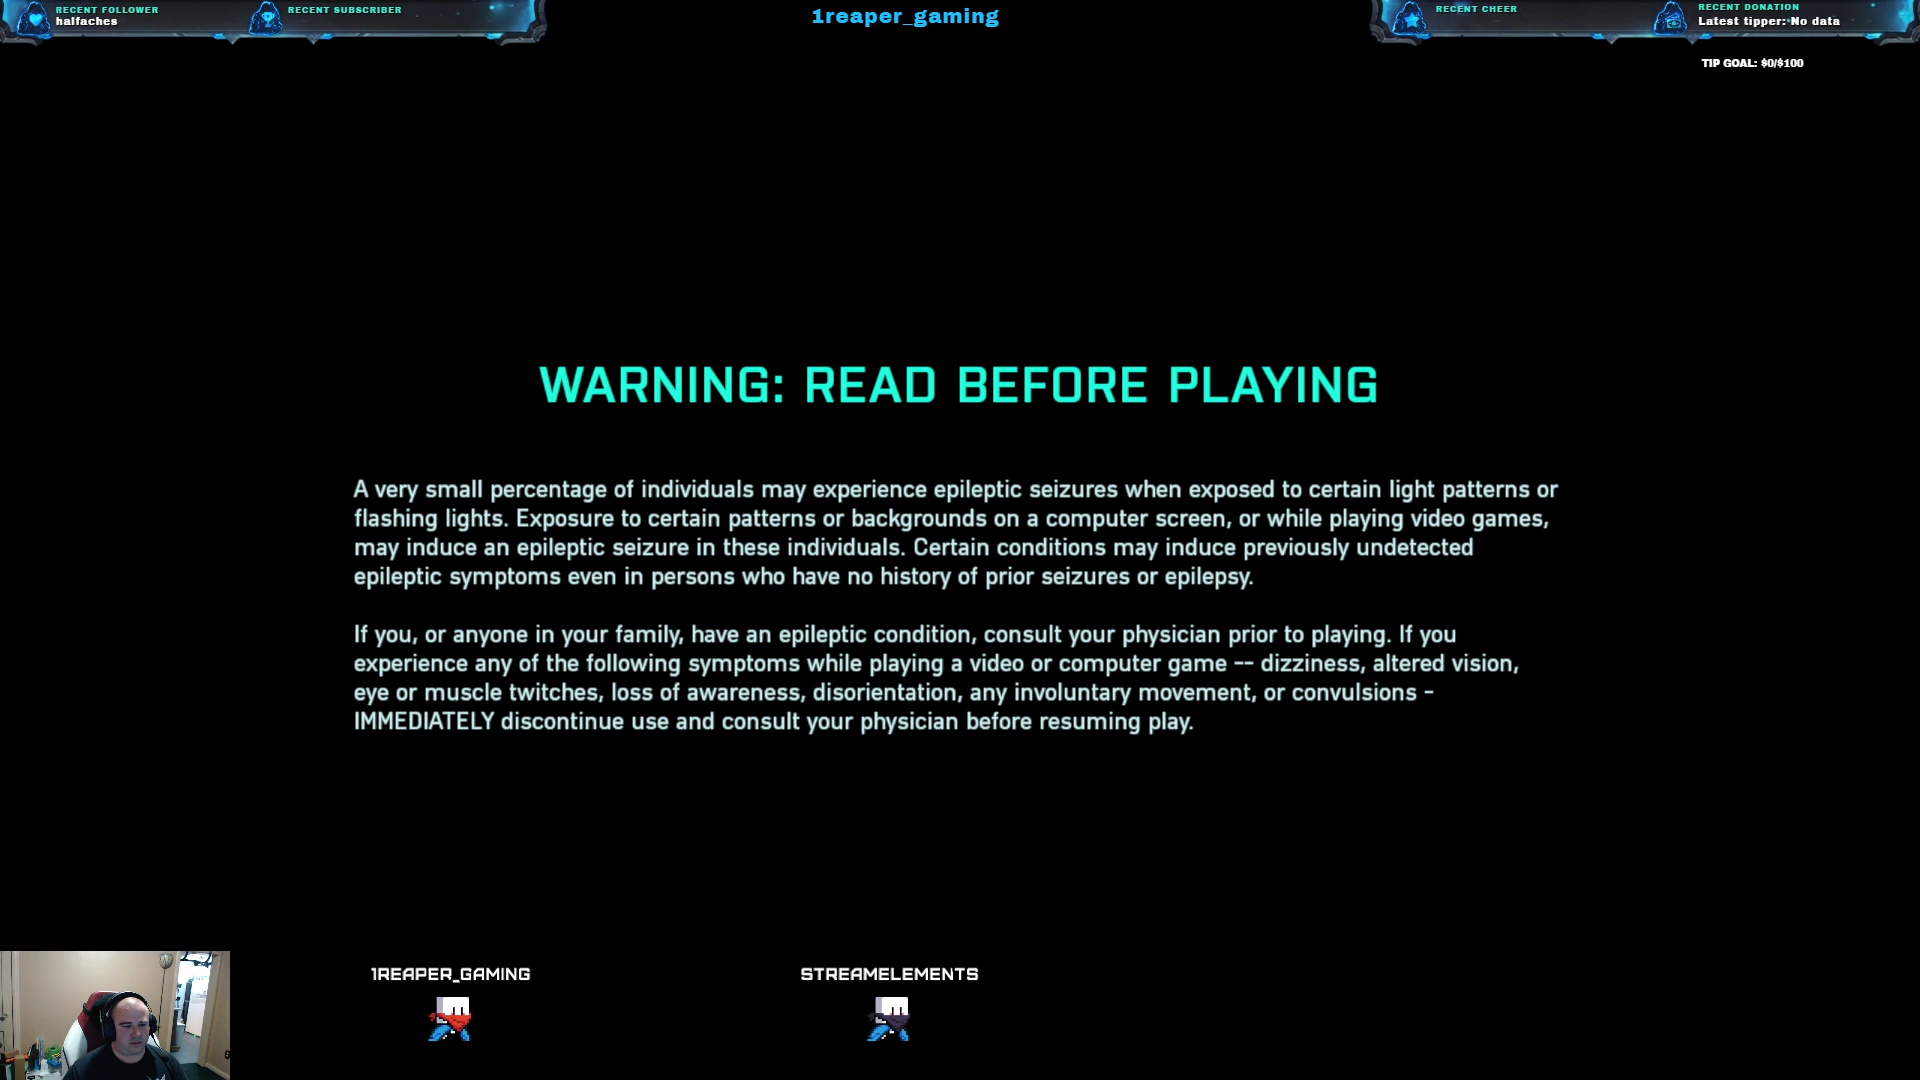 RECENT FOLLOWER
halfaches
RECENT SUBSCRIBER
1reaper_gaming
RECENT CHEER
RECENT DONATION
Latest tipper: No data
TIP GOAL: $0/$100
WARNING: READ BEFORE PLAYING
A very small percentage of individuals may experience epileptic seizures when exposed to certain light patterns or
flashing lights. Exposure to certain patterns or backgrounds on a computer screen, or while playing video games,
may induce an epileptic seizure in these individuals. Certain conditions may induce previously undetected
epileptic symptoms even in persons who have no history of prior seizures or epilepsy.
If you, or anyone in your family, have an epileptic condition, consult your physician prior to playing. If you
experience any of the following symptoms while playing a video or computer game -- dizziness, altered vision,
eye or muscle twitches, loss of awareness, disorientation, any involuntary movement, or convulsions -
IMMEDIATELY discontinue use and consult your physician before resuming play.
1REAPER_GAMING
STREAMELEMENTS